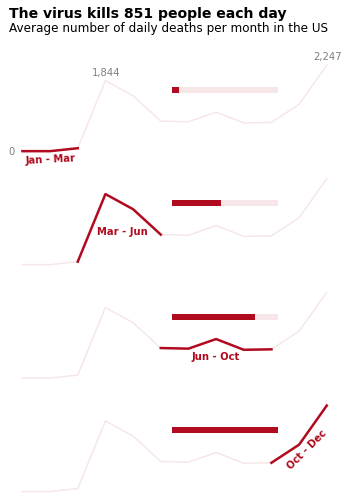 The virus kills 851 people each day
Average number of daily deaths per month in the US
2,247
1,844
0
Jan - Mar
Mar - Jun
Jun - Oct
Oct - Dec